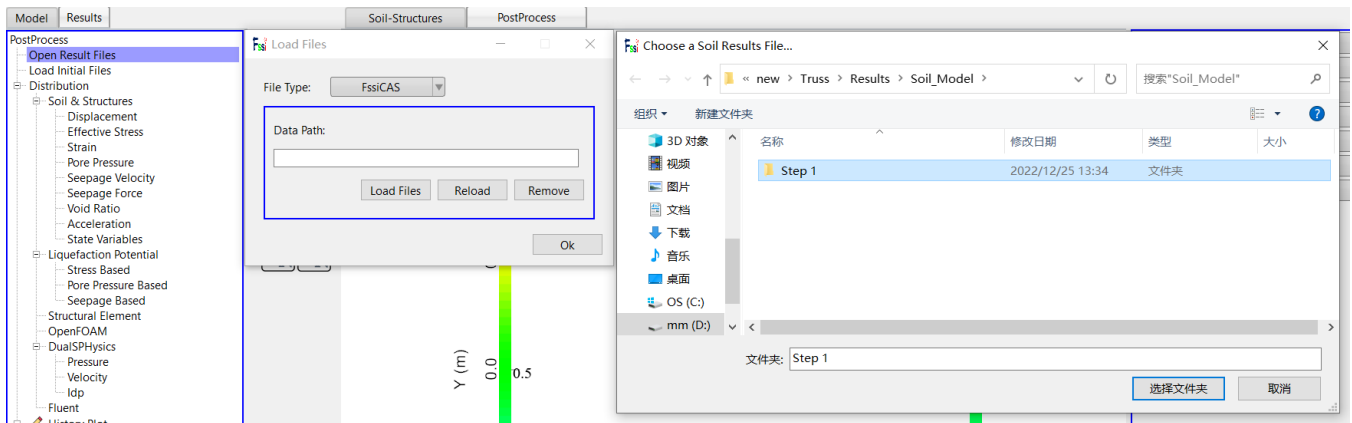 Model Results
Soil-Structures PostProcess
PostProcess
Open Result Files
Load Initial Files
Distribution
Soil & Structures
Displacement
Effective Stress
Strain
Pore Pressure
Seepage Velocity
Seepage Force
Void Ratio
Acceleration
State Variables
Liquefaction Potential
Stress Based
Pore Pressure Based
Seepage Based
Structural Element
OpenFOAM
DualSPHysics
Pressure
Velocity
Idp
Fluent
History Plot
Fssi Load Files
File Type: FssiCAS
Data Path:
Load Files Reload Remove
Ok
Y (m)
0.0
0.5
Fssi Choose a Soil Results File...
« new > Truss > Results > Soil_Model >
搜索"Soil_Model"
组织 新建文件夹
名称 修改日期 类型 大小
3D 对象
视频
图片
文档
下载
音乐
桌面
OS (C:)
mm (D:)
Step 1 2022/12/25 13:34 文件夹
文件夹: Step 1
选择文件夹 取消